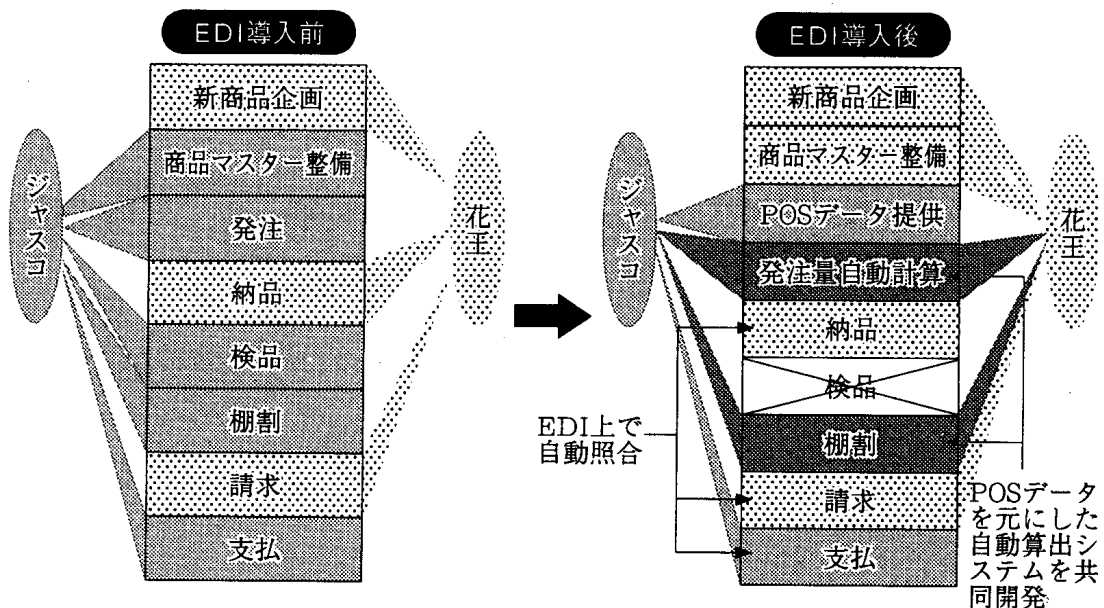 EDI導入前
新商品企画
商品マスター整備
発注
納品
検品
棚割
請求
支払
ジャスコ
花王
EDI導入後
新商品企画
商品マスター整備
POSデータ提供
発注量自動計算
納品
検品
棚割
請求
支払
ジャスコ
花王
EDI上で
自動照合
POSデータ
を元にした
自動算出シ
ステムを共
同開発